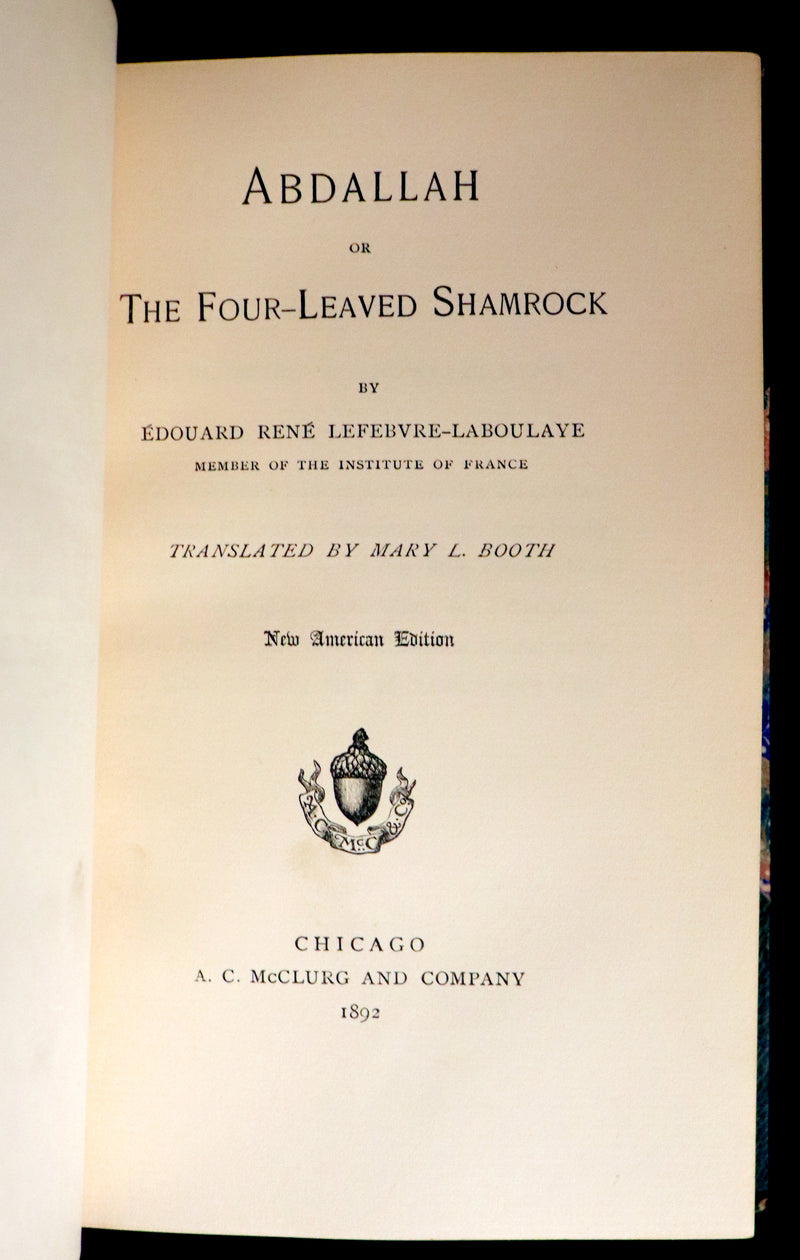 ABDALLAH
OR
THE FOUR-LEAVED SHAMROCK
BY
ÉDOUARD RENÉ LEFEBVRE-LABOULAYE
MEMBER OF THE INSTITUTE OF FRANCE
TRANSLATED BY MARY L. BOOTH
New American Edition
A. C. McC. & Co.
CHICAGO
A. C. McCLURG AND COMPANY
1892